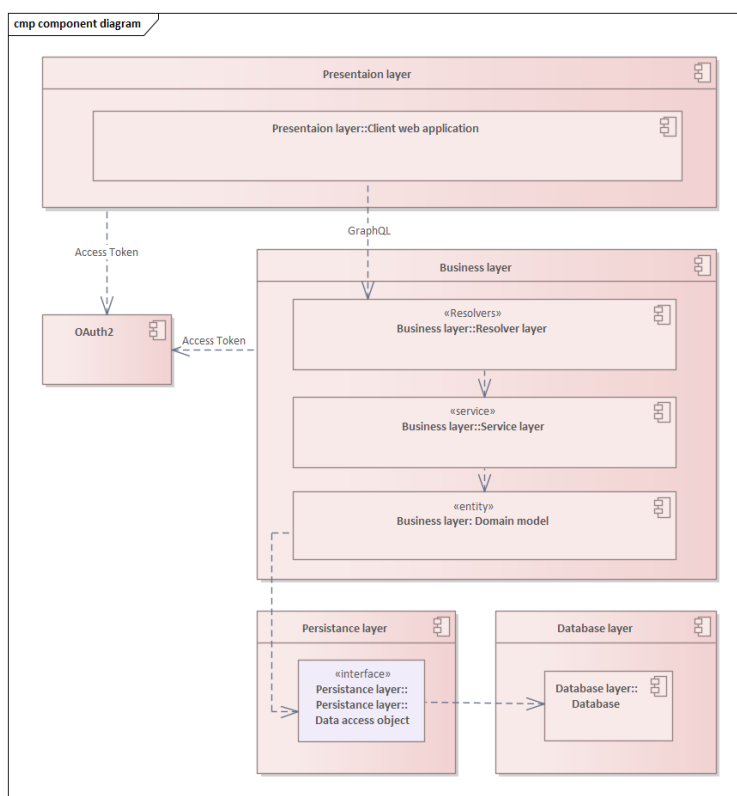 cmp component diagram
Presentaion layer
Presentaion layer::Client web application
GraphQL
Access Token
Business layer
«Resolvers»
Business layer::Resolver layer
OAuth2
Access Token
«service»
Business layer::Service layer
«entity»
Business layer: Domain model
Persistance layer
Database layer
«interface»
Persistance layer::
Persistance layer::
Data access object
Database layer::
Database